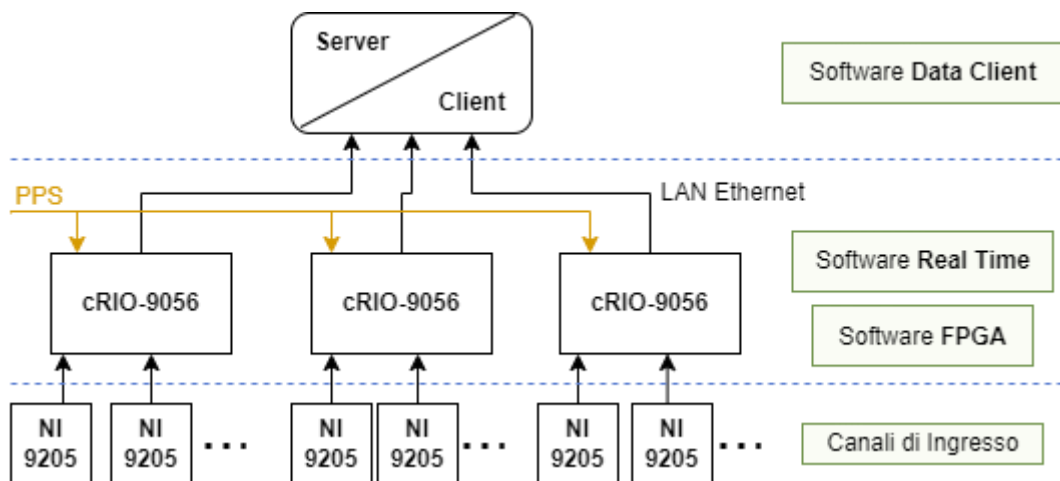 Server
Client
Software Data Client
PPS
LAN Ethernet
cRIO-9056
cRIO-9056
cRIO-9056
Software Real Time
Software FPGA
NI
9205
NI
9205
...
NI
9205
NI
9205
...
NI
9205
NI
9205
...
Canali di Ingresso